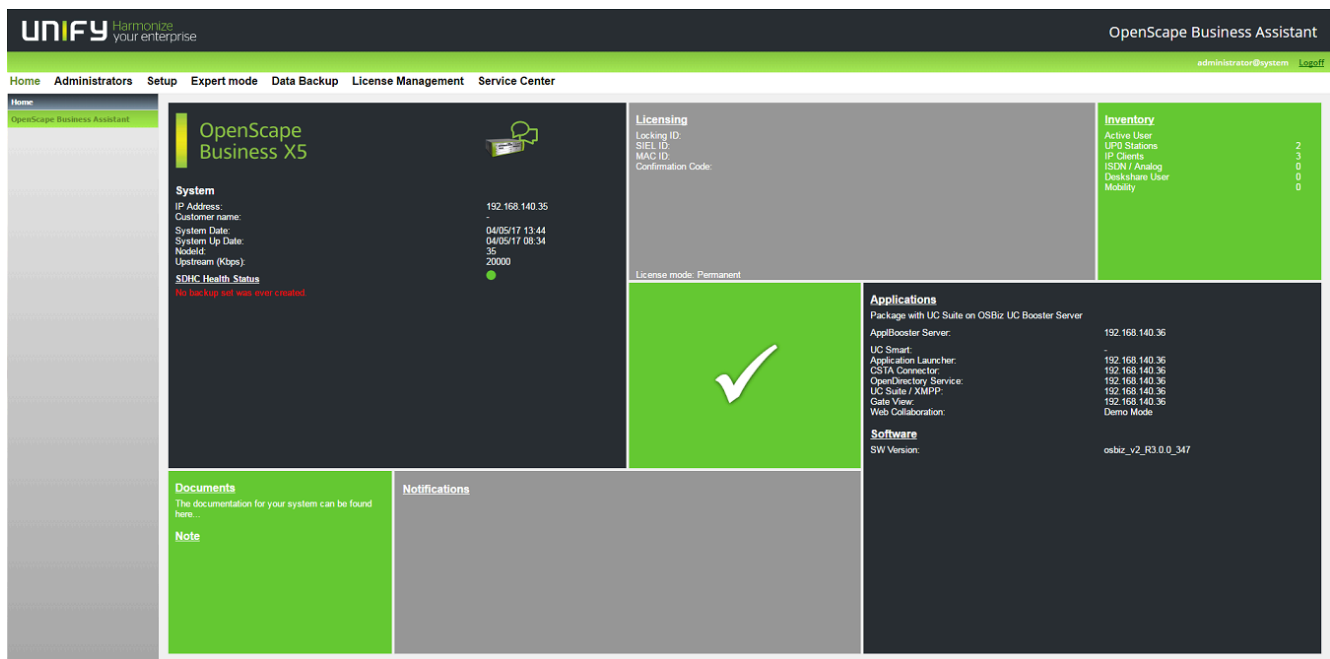 UNIFY Harmonize
your enterprise
OpenScape Business Assistant
administrator@system Logoff
Home Administrators Setup Expert mode Data Backup License Management Service Center
Home
OpenScape Business Assistant
OpenScape
Business X5
System
IP Address: 192.168.140.35
Customer name: -
System Date: 04/05/17 13:44
System Up Date: 04/05/17 08:34
NodeId: 35
Upstream (Kbps): 20000
SDHC Health Status
No backup set was ever created.
Licensing
Locking ID:
SIEL ID:
MAC ID:
Confirmation Code:
License mode: Permanent
Inventory
Active User
UP0 Stations 2
IP Clients 3
ISDN / Analog 0
Deskshare User 0
Mobility 0
Applications
Package with UC Suite on OSBiz UC Booster Server
ApplBooster Server: 192.168.140.36
UC Smart: -
Application Launcher: 192.168.140.36
CSTA Connector: 192.168.140.36
OpenDirectory Service: 192.168.140.36
UC Suite / XMPP: 192.168.140.36
Gate View: 192.168.140.36
Web Collaboration: Demo Mode
Software
SW Version: osbiz_v2_R3.0.0_347
Documents
The documentation for your system can be found
here...
Note
Notifications